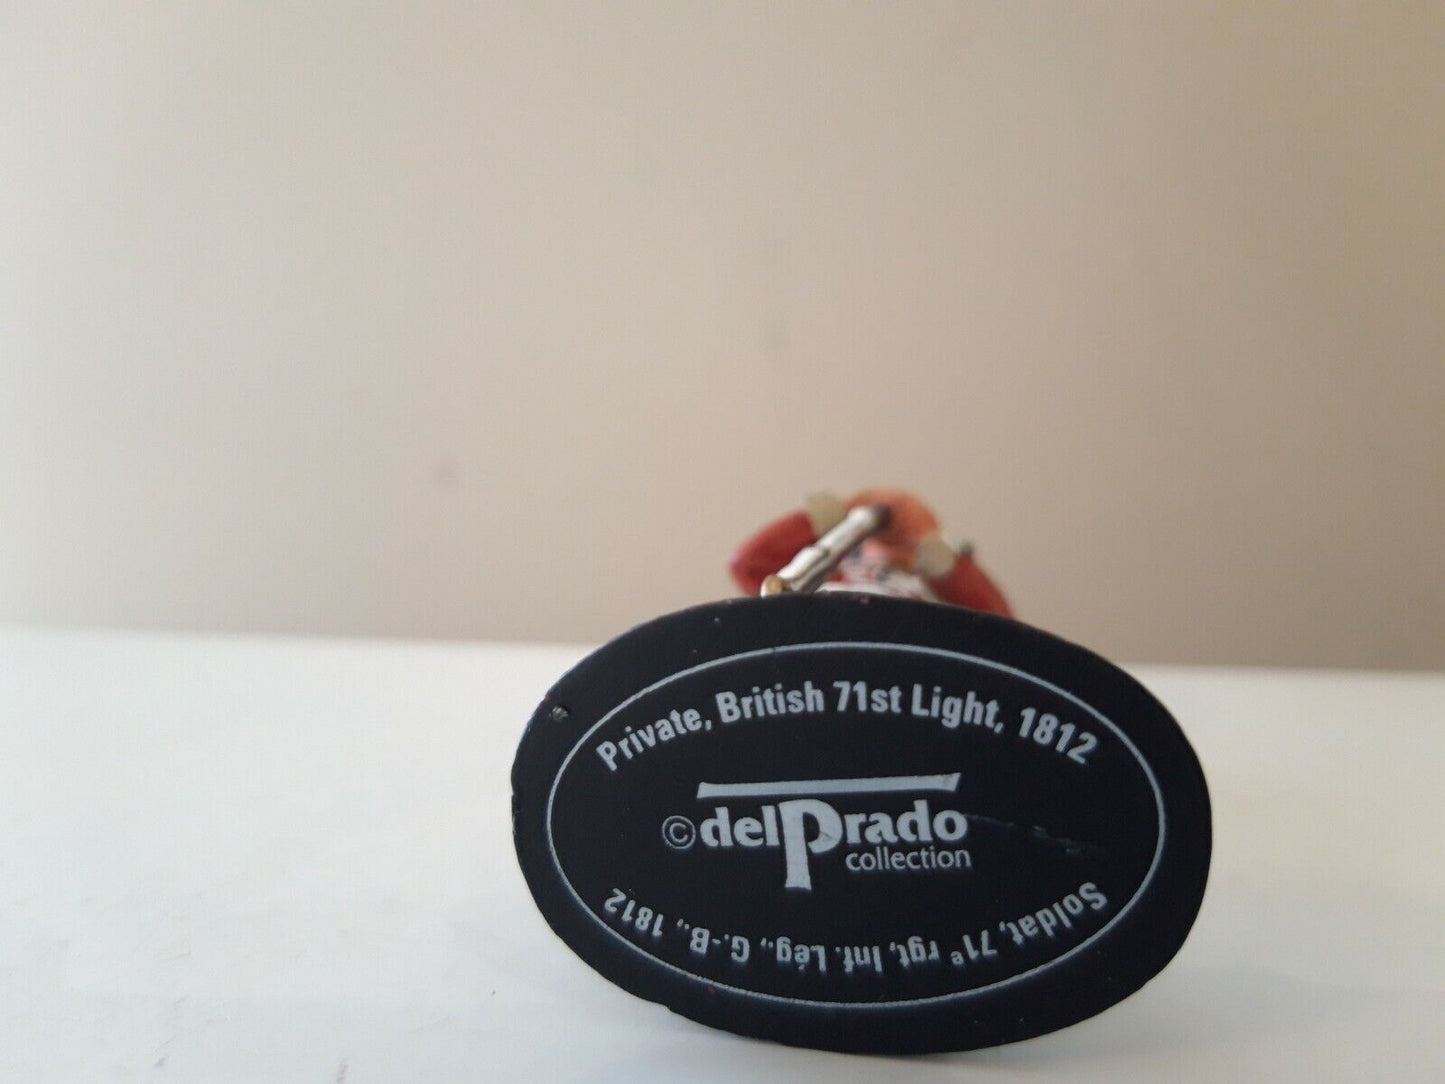 Private, British 71st Light, 1812
© delPrado
collection
Soldat, 71e rgt, Inf. Lég., G.-B., 1812